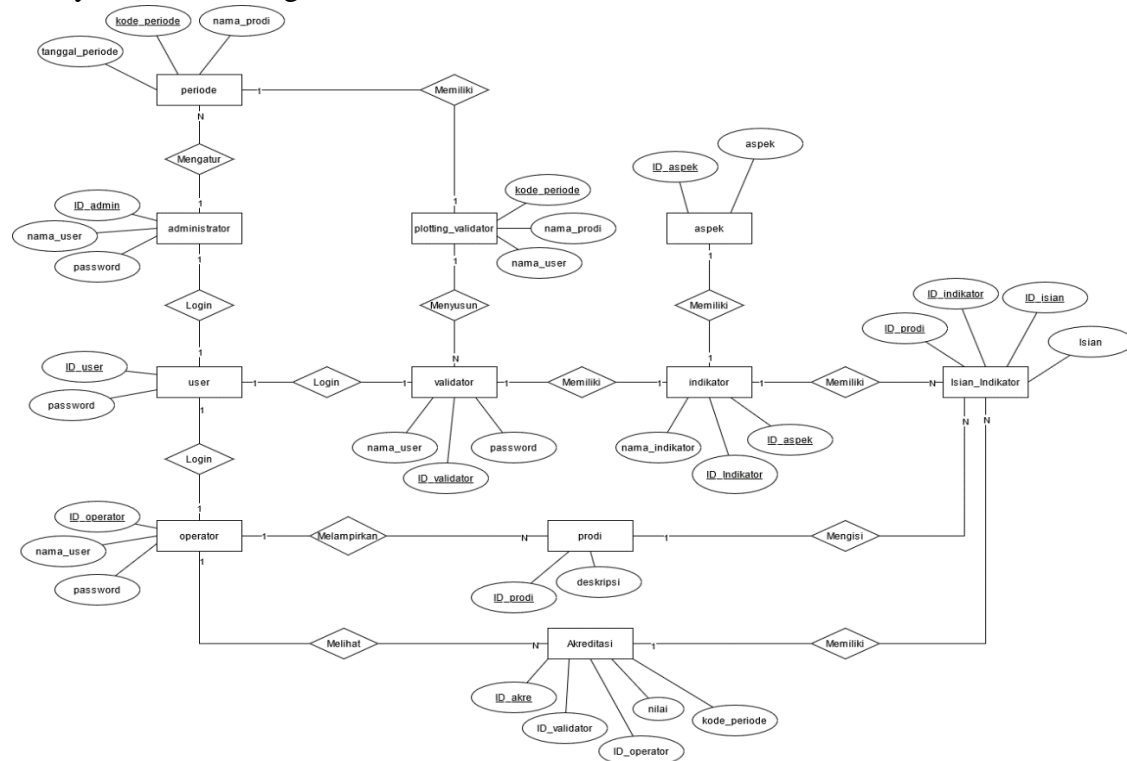 kode_periode
nama_prodi
tanggal_periode
periode
1
Memiliki
N
Mengatur
1
ID_admin
nama_user
administrator
password
1
Login
1
ID_user
user
password
1
Login
1
1
kode_periode
plotting_validator
nama_prodi
nama_user
1
Menyusun
N
1
Login
1
validator
nama_user
ID_validator
password
1
Memiliki
1
ID_aspek
aspek
aspek
1
Memiliki
1
indikator
nama_indikator
ID_Indikator
ID_aspek
1
Memiliki
N
ID_indikator
ID_isian
ID_prodi
Isian
Isian_Indikator
N
N
ID_operator
operator
nama_user
password
1
Melampirkan
N
prodi
ID_prodi
deskripsi
1
Mengisi
1
Melihat
N
Akreditasi
1
Memiliki
ID_akre
ID_validator
ID_operator
nilai
kode_periode